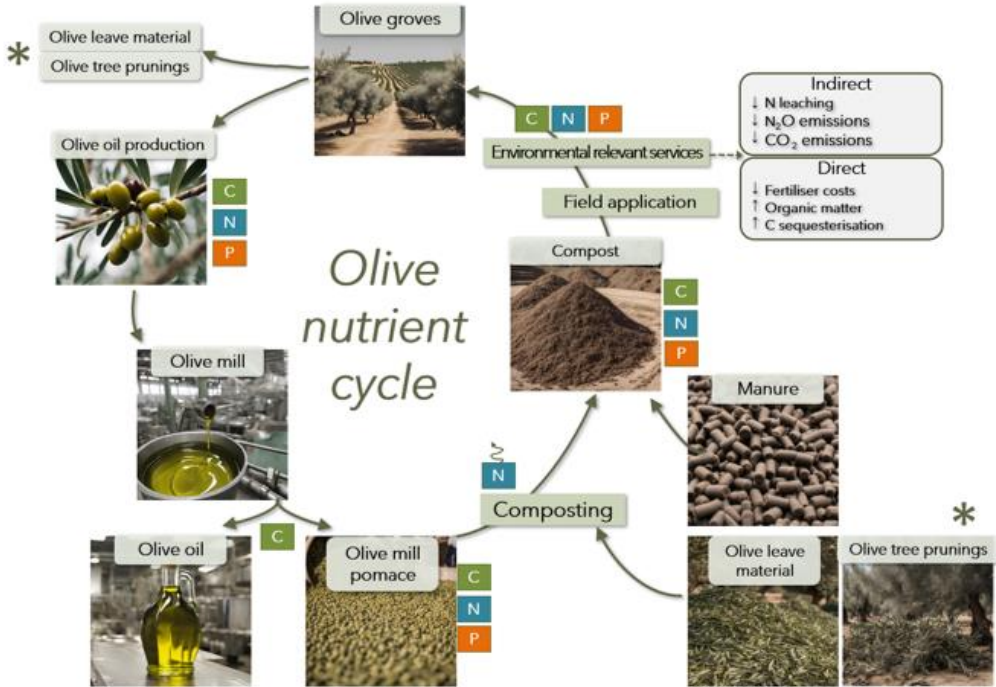 Olive groves
*
Olive leave material
Olive tree prunings
Indirect
↓ N leaching
↓ N₂O emissions
↓ CO₂ emissions
C N P
Environmental relevant services
Olive oil production
Direct
↓ Fertiliser costs
↑ Organic matter
↑ C sequesterisation
C
N
P
Field application
Olive
nutrient
cycle
Compost
C
N
P
Olive mill
Manure
N
Composting
*
C
Olive oil
Olive mill
pomace
C
N
P
Olive leave
material
Olive tree prunings